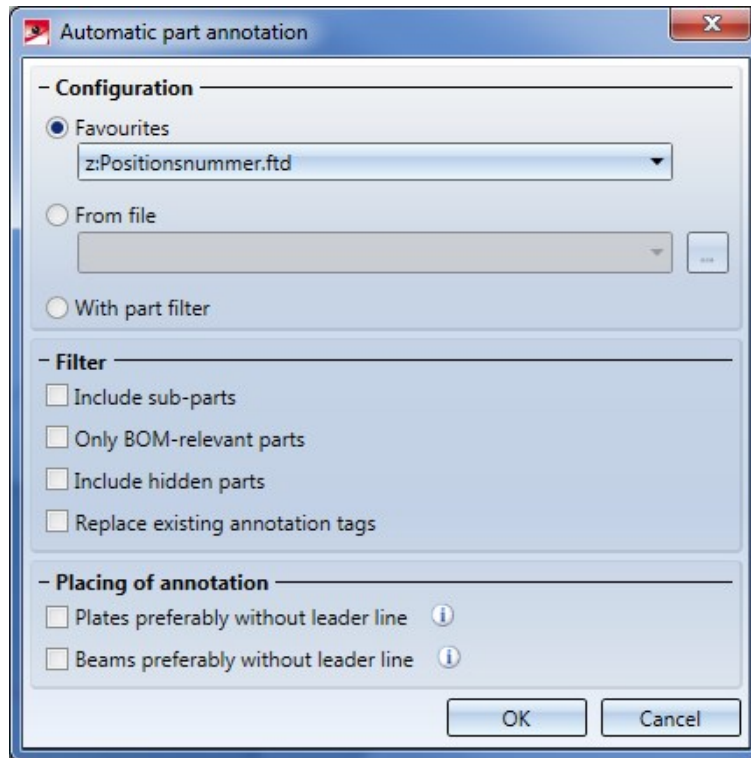 Automatic part annotation
Configuration
Favourites
z:Positionsnummer.ftd
From file
...
With part filter
Filter
Include sub-parts
Only BOM-relevant parts
Include hidden parts
Replace existing annotation tags
Placing of annotation
Plates preferably without leader line
Beams preferably without leader line
OK Cancel